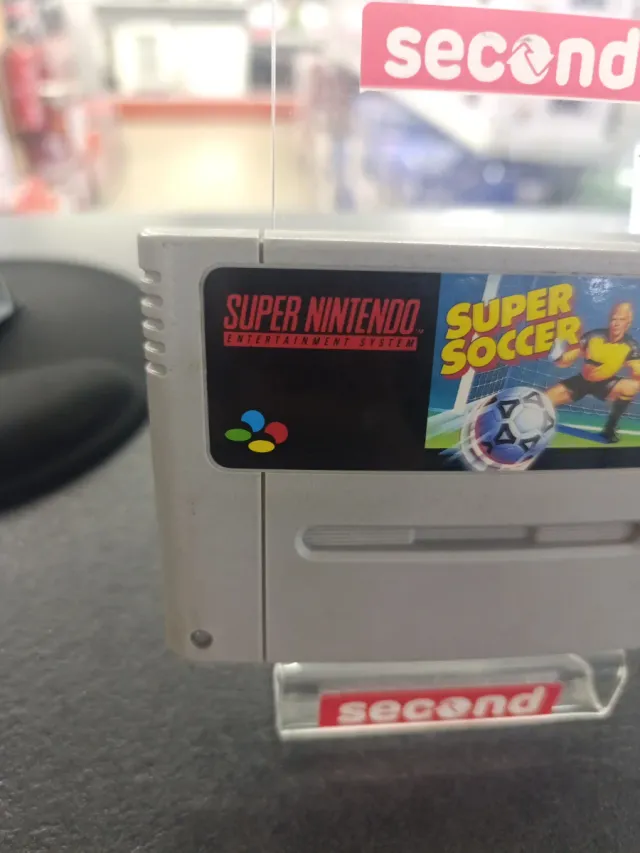 second
SUPER NINTENDO
ENTERTAINMENT SYSTEM
SUPER
SOCCER
second